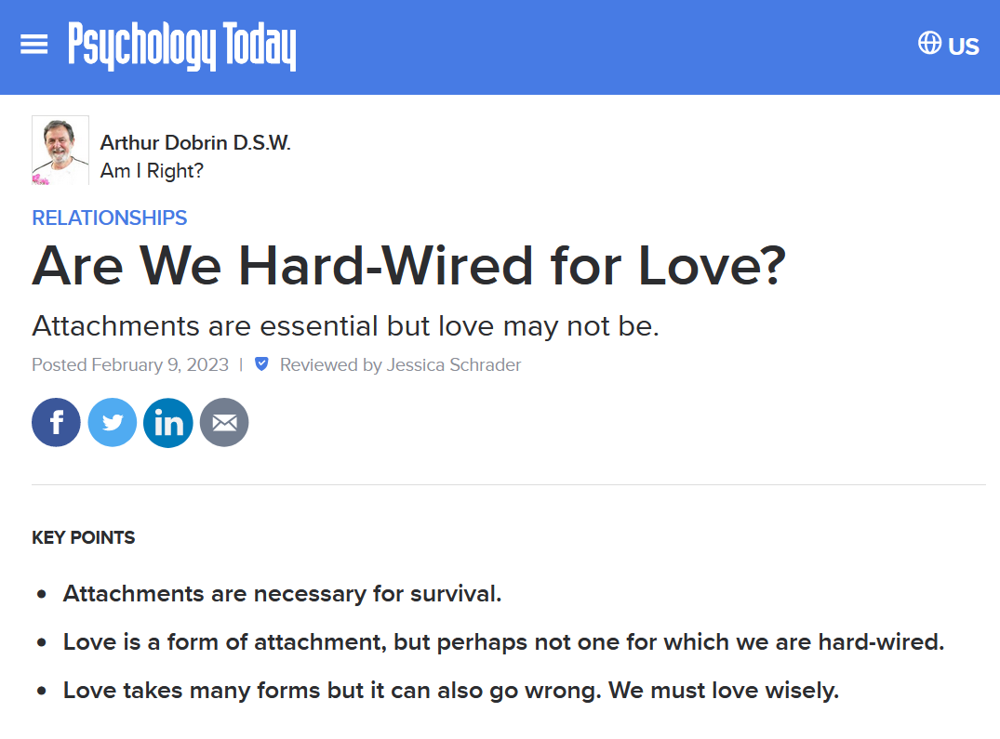 Psychology Today
US
Arthur Dobrin D.S.W.
Am I Right?
RELATIONSHIPS
Are We Hard-Wired for Love?
Attachments are essential but love may not be.
Posted February 9, 2023 | Reviewed by Jessica Schrader
KEY POINTS
• Attachments are necessary for survival.
• Love is a form of attachment, but perhaps not one for which we are hard-wired.
• Love takes many forms but it can also go wrong. We must love wisely.